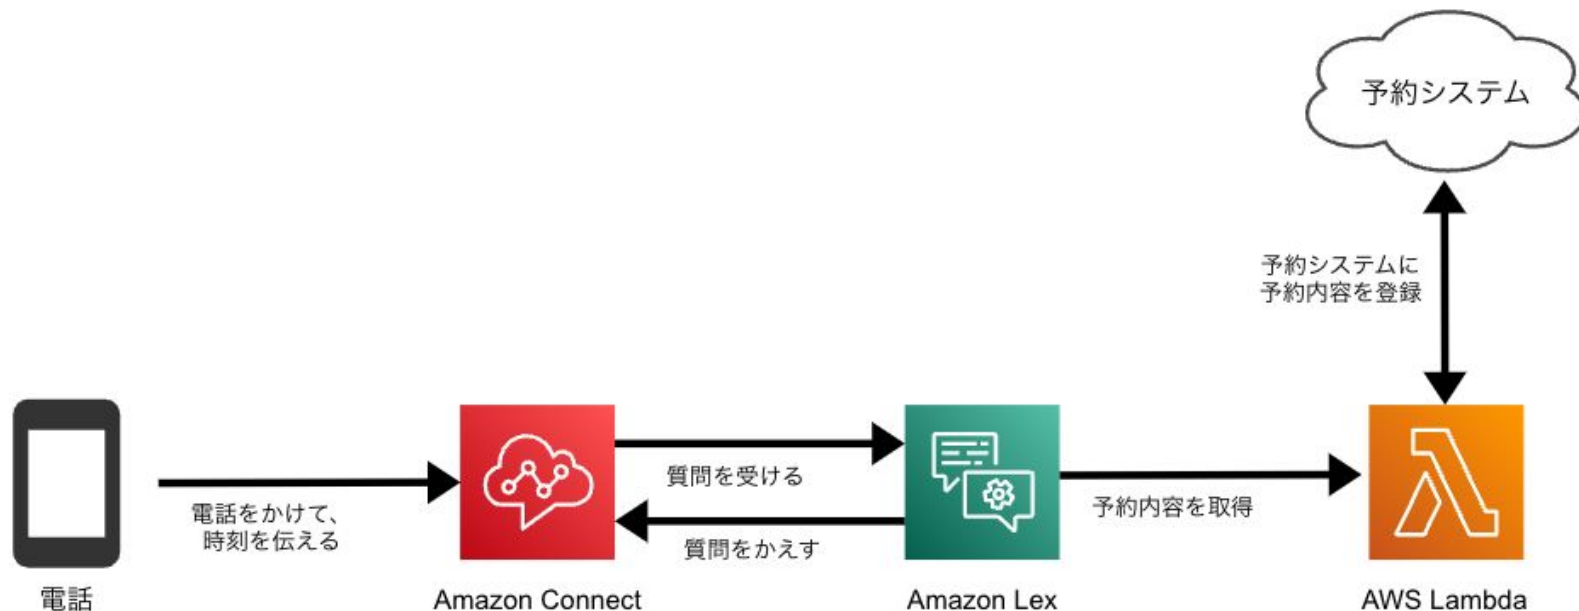 予約システム
予約システムに
予約内容を登録
質問を受ける
予約内容を取得
電話をかけて、
時刻を伝える
質問をかえす
電話
Amazon Connect
Amazon Lex
AWS Lambda